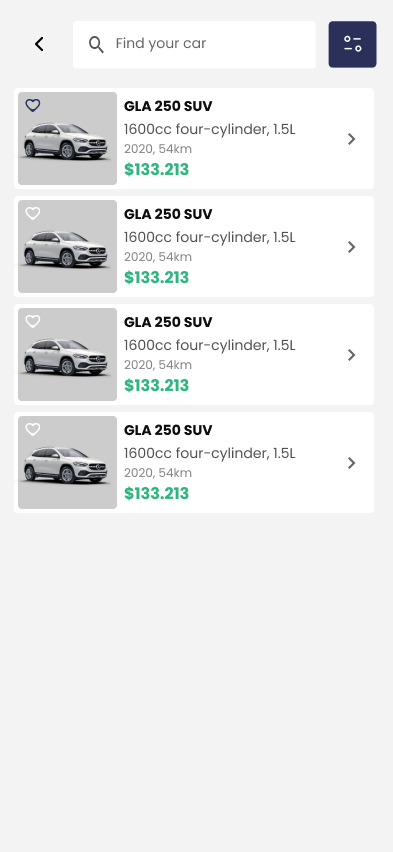 Find your car
GLA 250 SUV
1600cc four-cylinder, 1.5L
2020, 54km
$133.213
GLA 250 SUV
1600cc four-cylinder, 1.5L
2020, 54km
$133.213
GLA 250 SUV
1600cc four-cylinder, 1.5L
2020, 54km
$133.213
GLA 250 SUV
1600cc four-cylinder, 1.5L
2020, 54km
$133.213